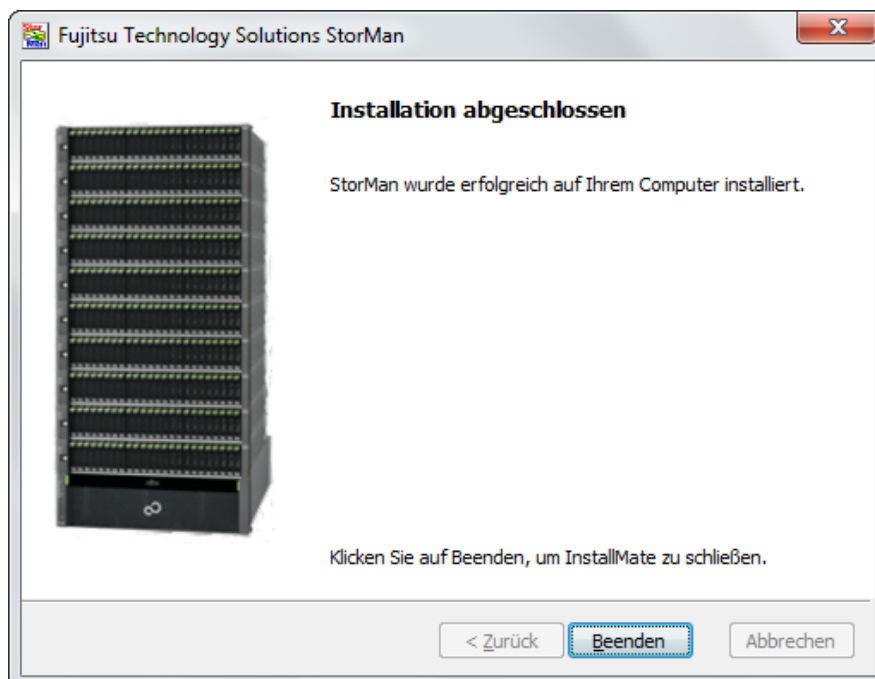 Fujitsu Technology Solutions StorMan
Installation abgeschlossen
StorMan wurde erfolgreich auf Ihrem Computer installiert.
Klicken Sie auf Beenden, um InstallMate zu schließen.
< Zurück
Beenden
Abbrechen